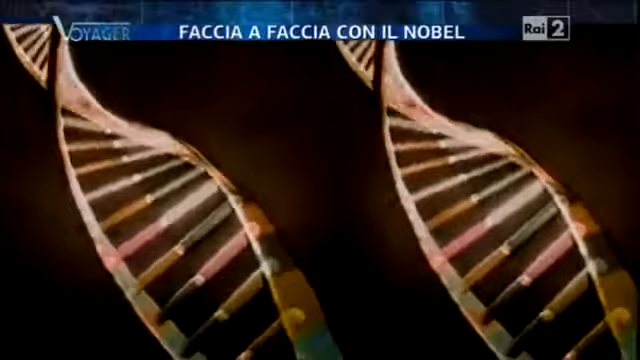 VOYAGER
FACCIA A FACCIA CON IL NOBEL
Rai 2